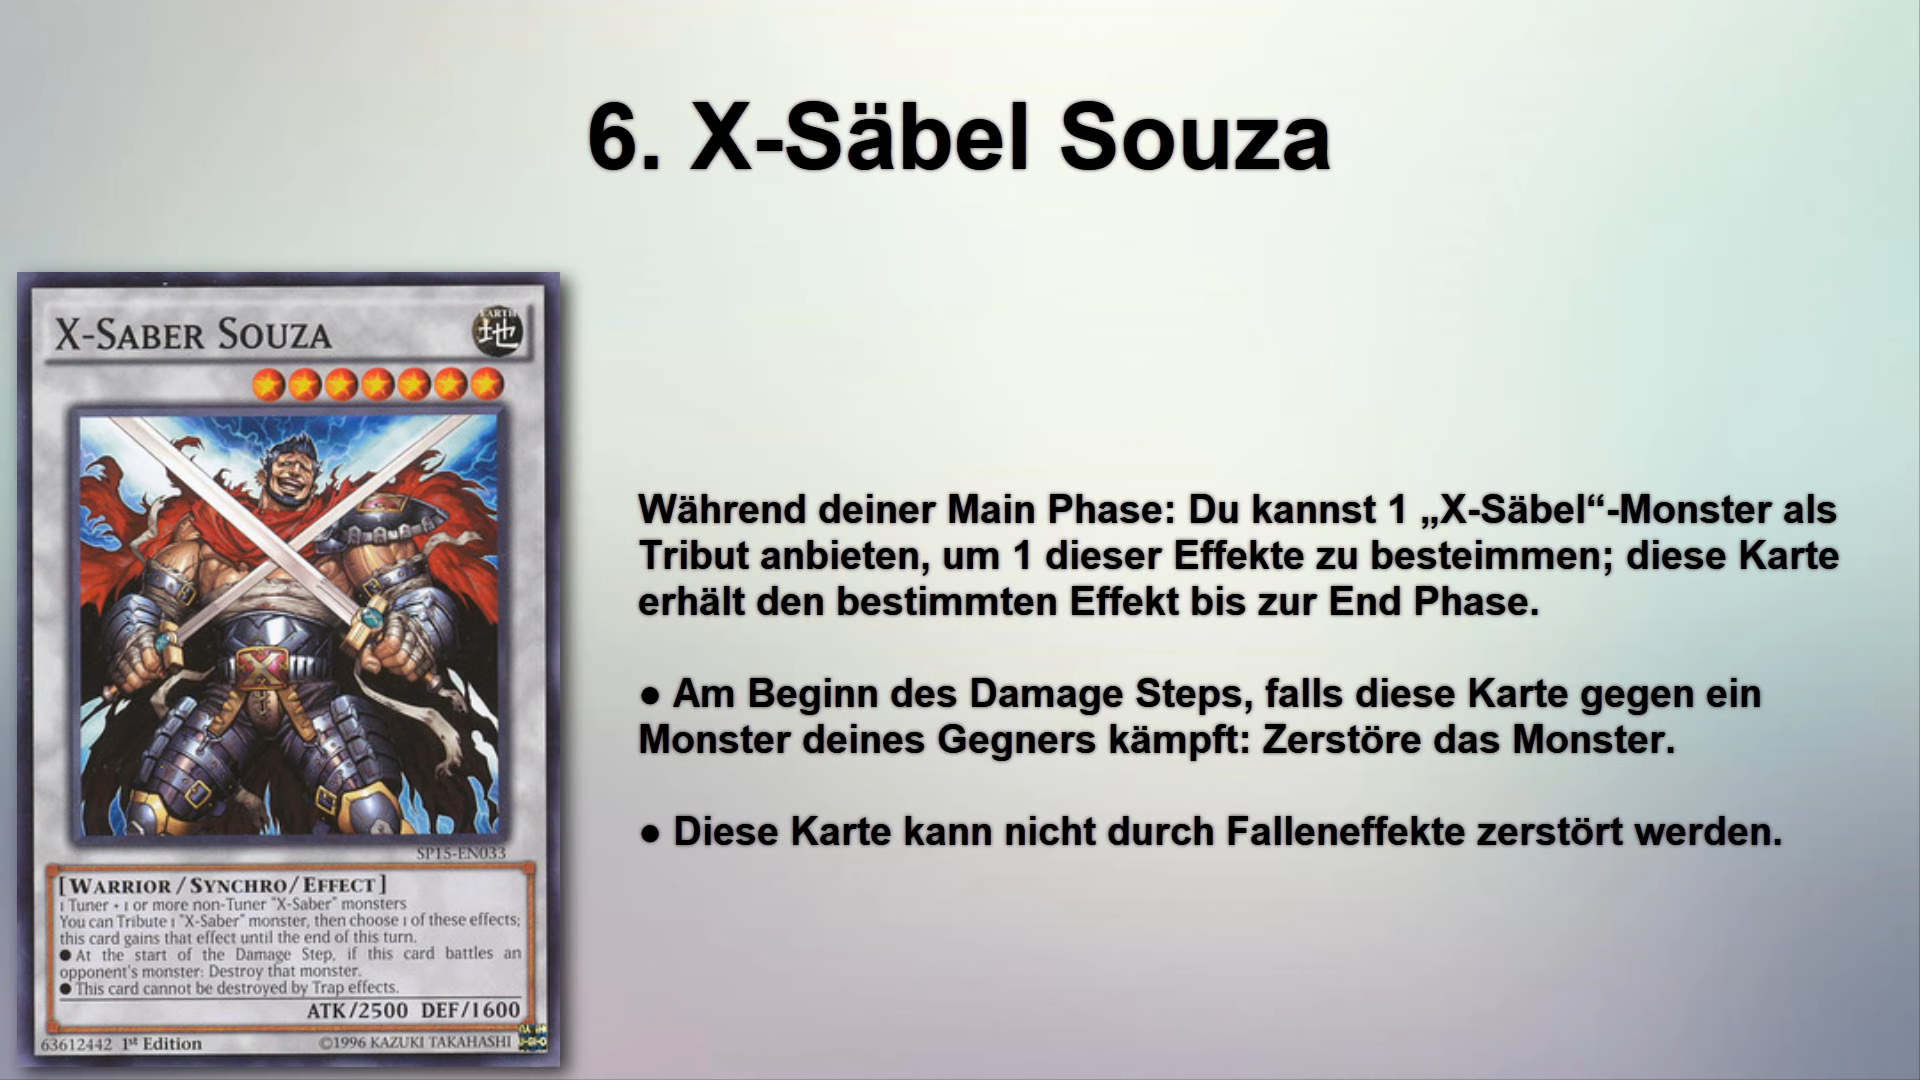 6. X-Säbel Souza
X-Saber Souza
EARTH
地
SP15-EN033
[Warrior/Synchro/Effect]
1 Tuner + 1 or more non-Tuner "X-Saber" monsters
You can Tribute 1 "X-Saber" monster, then choose 1 of these effects;
this card gains that effect until the end of this turn.
● At the start of the Damage Step, if this card battles an
opponent's monster: Destroy that monster.
● This card cannot be destroyed by Trap effects.
ATK/2500 DEF/1600
63612442 1st Edition ©1996 KAZUKI TAKAHASHI
Während deiner Main Phase: Du kannst 1 „X-Säbel“-Monster als
Tribut anbieten, um 1 dieser Effekte zu besteimmen; diese Karte
erhält den bestimmten Effekt bis zur End Phase.
● Am Beginn des Damage Steps, falls diese Karte gegen ein
Monster deines Gegners kämpft: Zerstöre das Monster.
● Diese Karte kann nicht durch Falleneffekte zerstört werden.